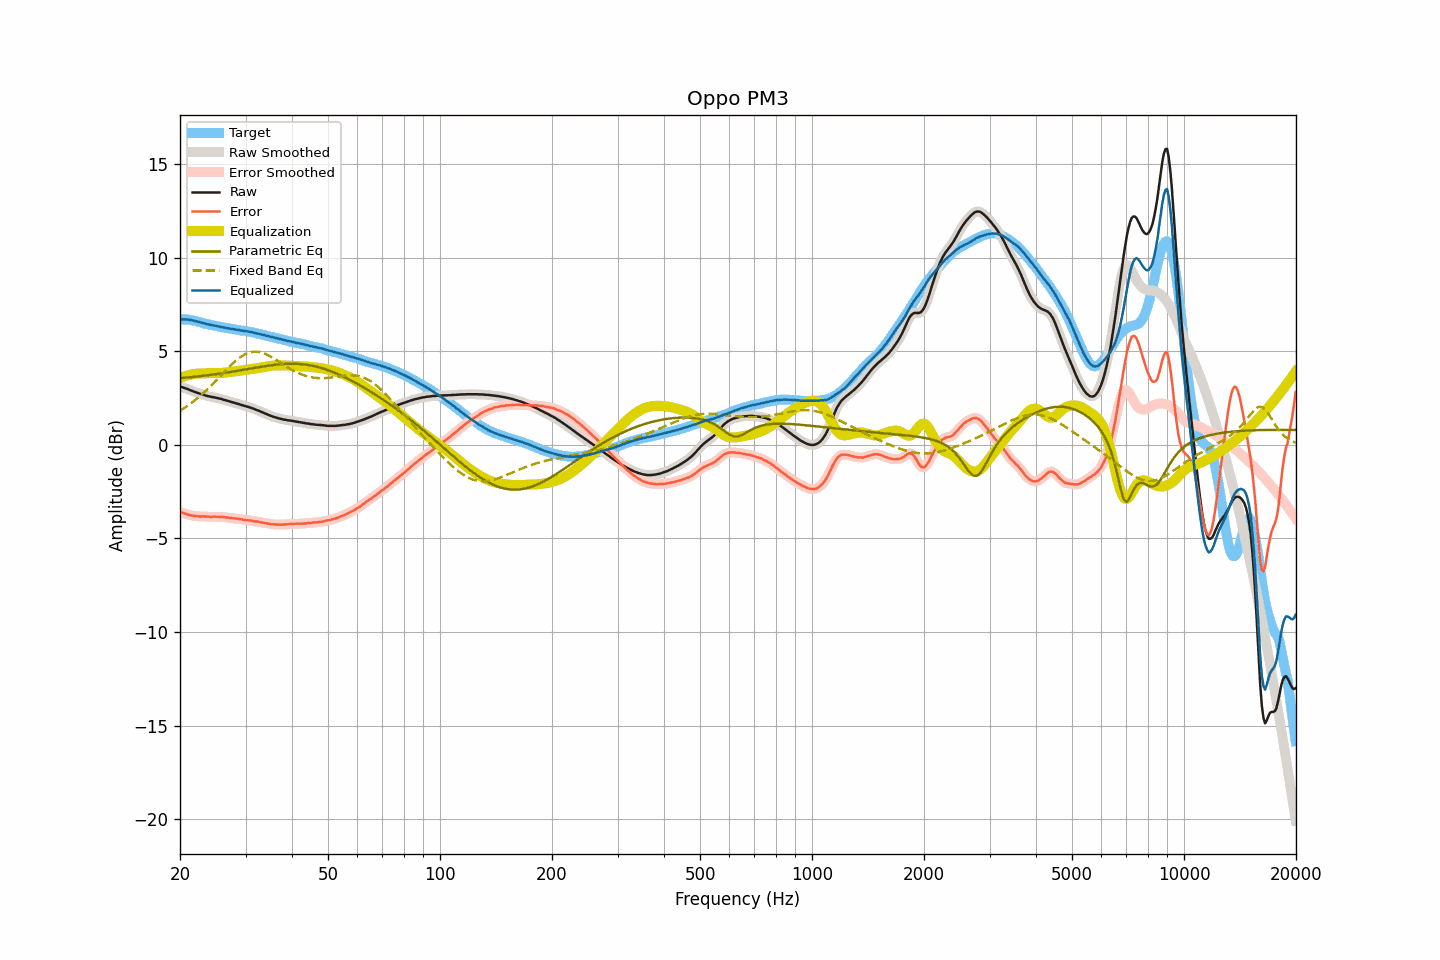 Oppo PM3
Target
Raw Smoothed
Error Smoothed
Raw
Error
Equalization
Parametric Eq
Fixed Band Eq
Equalized
15
10
5
0
−5
−10
−15
−20
Amplitude (dBr)
20 50 100 200 500 1000 2000 5000 10000 20000
Frequency (Hz)